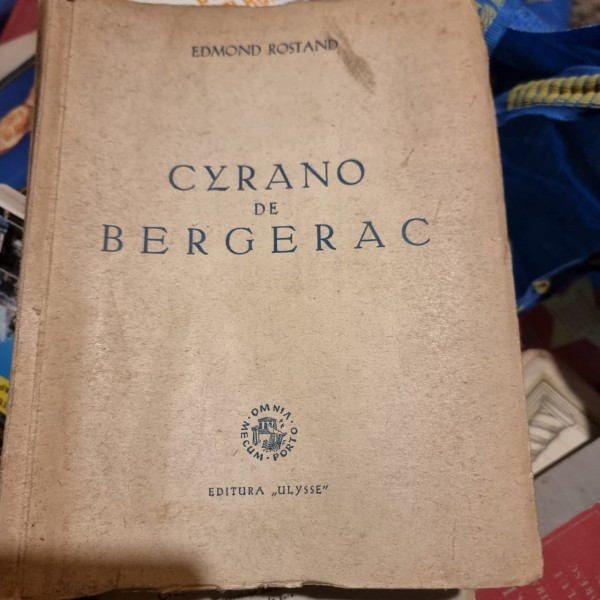 EDMOND ROSTAND
CYRANO
DE
BERGERAC
OMNIA · MECUM · PORTO ·
EDITURA „ULYSSE"